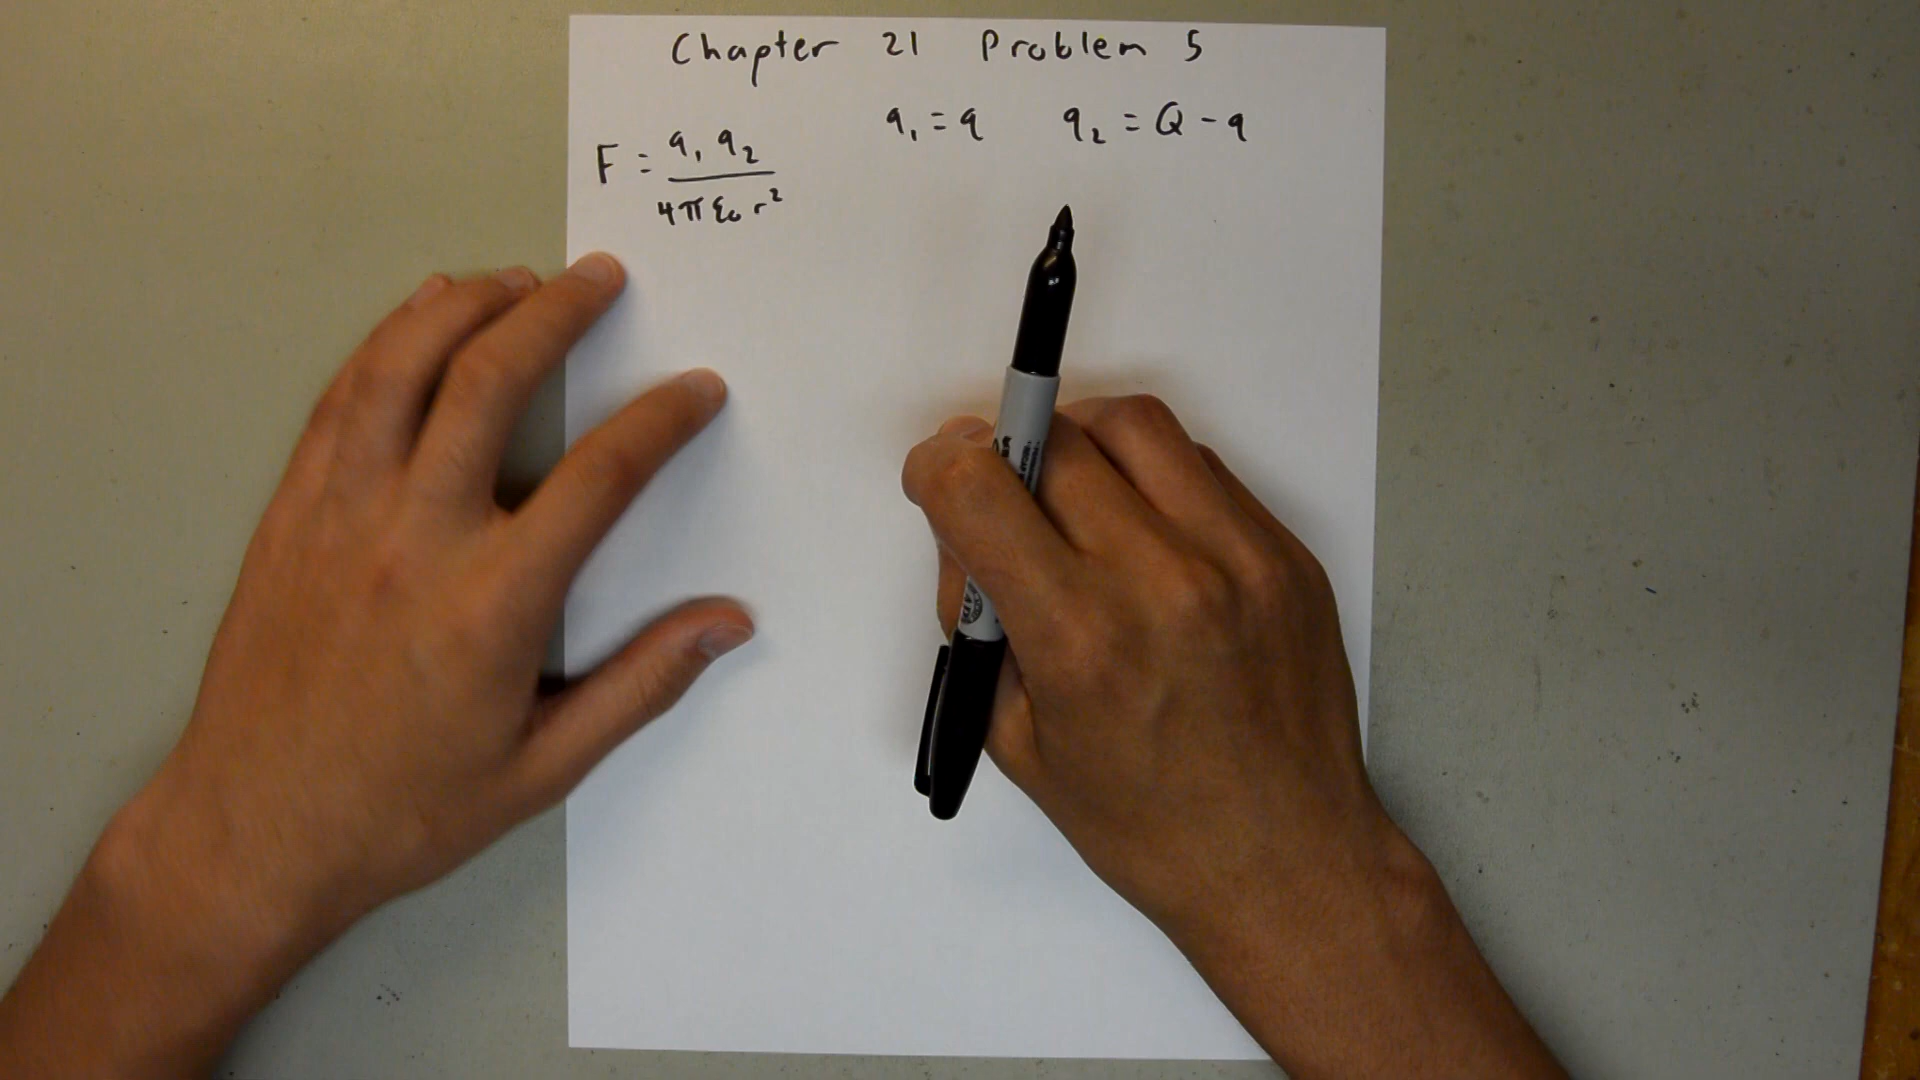 Chapter 21 Problem 5
q₁ = q q₂ = Q - q
F = q₁ q₂
4π ε₀ r²